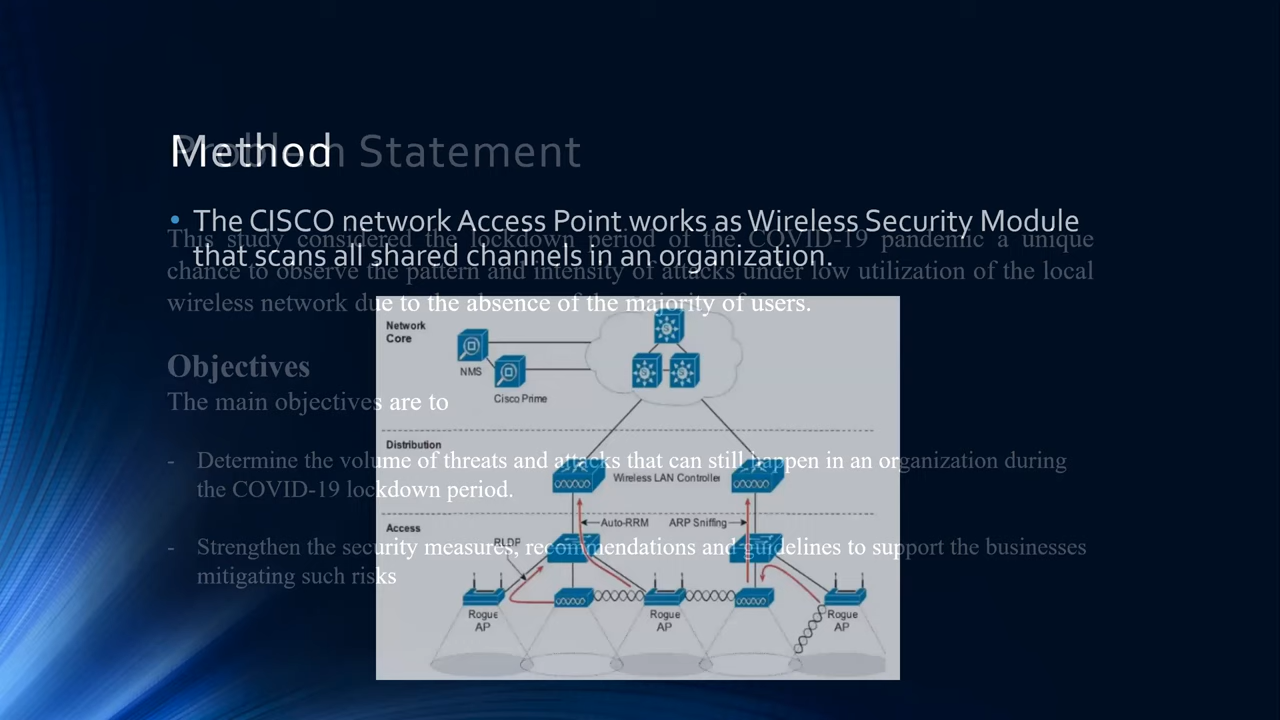 Method
Problem Statement
• The CISCO network Access Point works as Wireless Security Module
that scans all shared channels in an organization.
This study considered the lockdown period of the COVID-19 pandemic a unique
chance to observe the pattern and intensity of attacks under low utilization of the local
wireless network due to the absence of the majority of users.
Objectives
The main objectives are to
- Determine the volume of threats and attacks that can still happen in an organization during
the COVID-19 lockdown period.
- Strengthen the security measures, recommendations and guidelines to support the businesses
mitigating such risks
Network
Core
NMS
Cisco Prime
Distribution
Wireless LAN Controller
Access
Auto-RRM
ARP Sniffing
RLDP
Rogue
AP
Rogue
AP
Rogue
AP